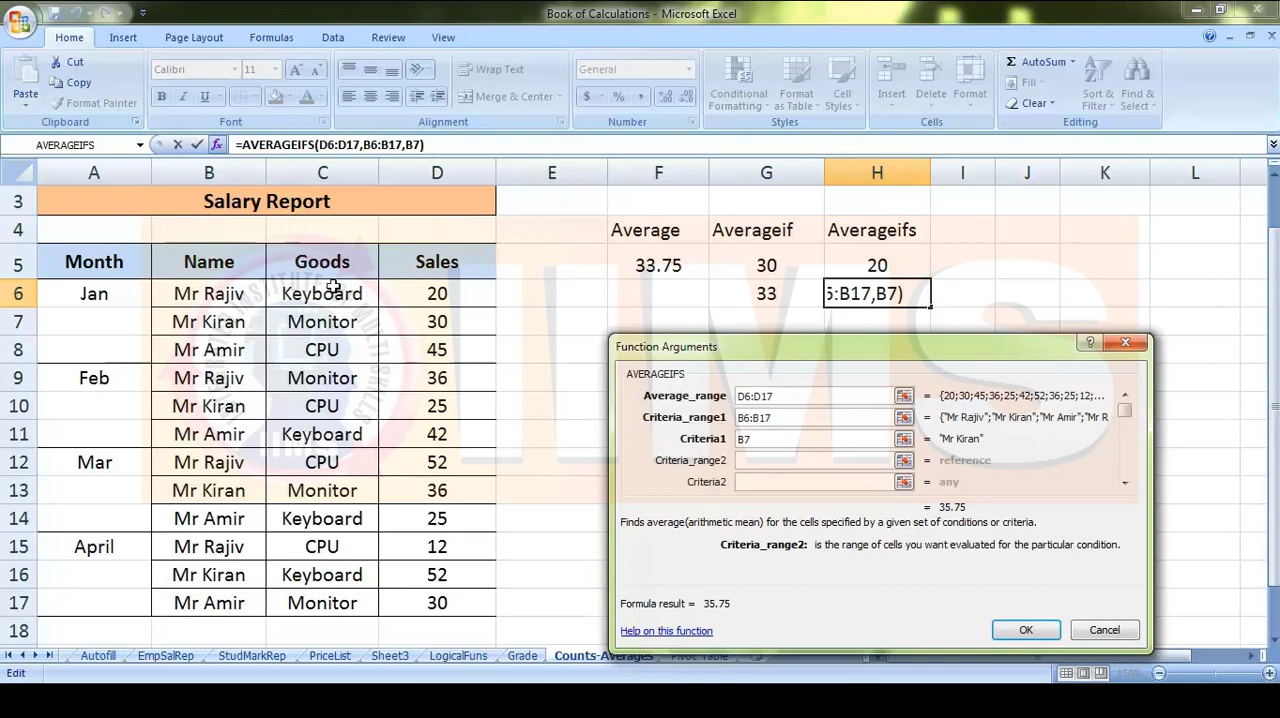 Book of Calculations - Microsoft Excel
Home Insert Page Layout Formulas Data Review View
Paste
Cut
Copy
Format Painter
Clipboard
Calibri 11
B I U
Font
Wrap Text
Merge & Center
Alignment
General
$ % ,
Number
Conditional Formatting
Format as Table
Cell Styles
Styles
Insert Delete Format
Cells
AutoSum
Fill
Clear
Sort & Filter
Find & Select
Editing
AVERAGEIFS fx =AVERAGEIFS(D6:D17,B6:B17,B7)
A B C D E F G H I J K L
3 Salary Report
4 Average Averageif Averageifs
5 Month Name Goods Sales 33.75 30 20
6 Jan Mr Rajiv Keyboard 20 33 5:B17,B7)
7 Mr Kiran Monitor 30
8 Mr Amir CPU 45
9 Feb Mr Rajiv Monitor 36
10 Mr Kiran CPU 25
11 Mr Amir Keyboard 42
12 Mar Mr Rajiv CPU 52
13 Mr Kiran Monitor 36
14 Mr Amir Keyboard 25
15 April Mr Rajiv CPU 12
16 Mr Kiran Keyboard 52
17 Mr Amir Monitor 30
18
Function Arguments
AVERAGEIFS
Average_range D6:D17 = {20;30;45;36;25;42;52;36;25;12;...
Criteria_range1 B6:B17 = {"Mr Rajiv";"Mr Kiran";"Mr Amir";"Mr R
Criteria1 B7 = "Mr Kiran"
Criteria_range2 = reference
Criteria2 = any
= 35.75
Finds average(arithmetic mean) for the cells specified by a given set of conditions or criteria.
Criteria_range2: is the range of cells you want evaluated for the particular condition.
Formula result = 35.75
Help on this function
OK Cancel
Autofill EmpSalRep StudMarkRep PriceList Sheet3 LogicalFuns Grade Counts-Averages Pivot Table
Edit 150%
TIMS